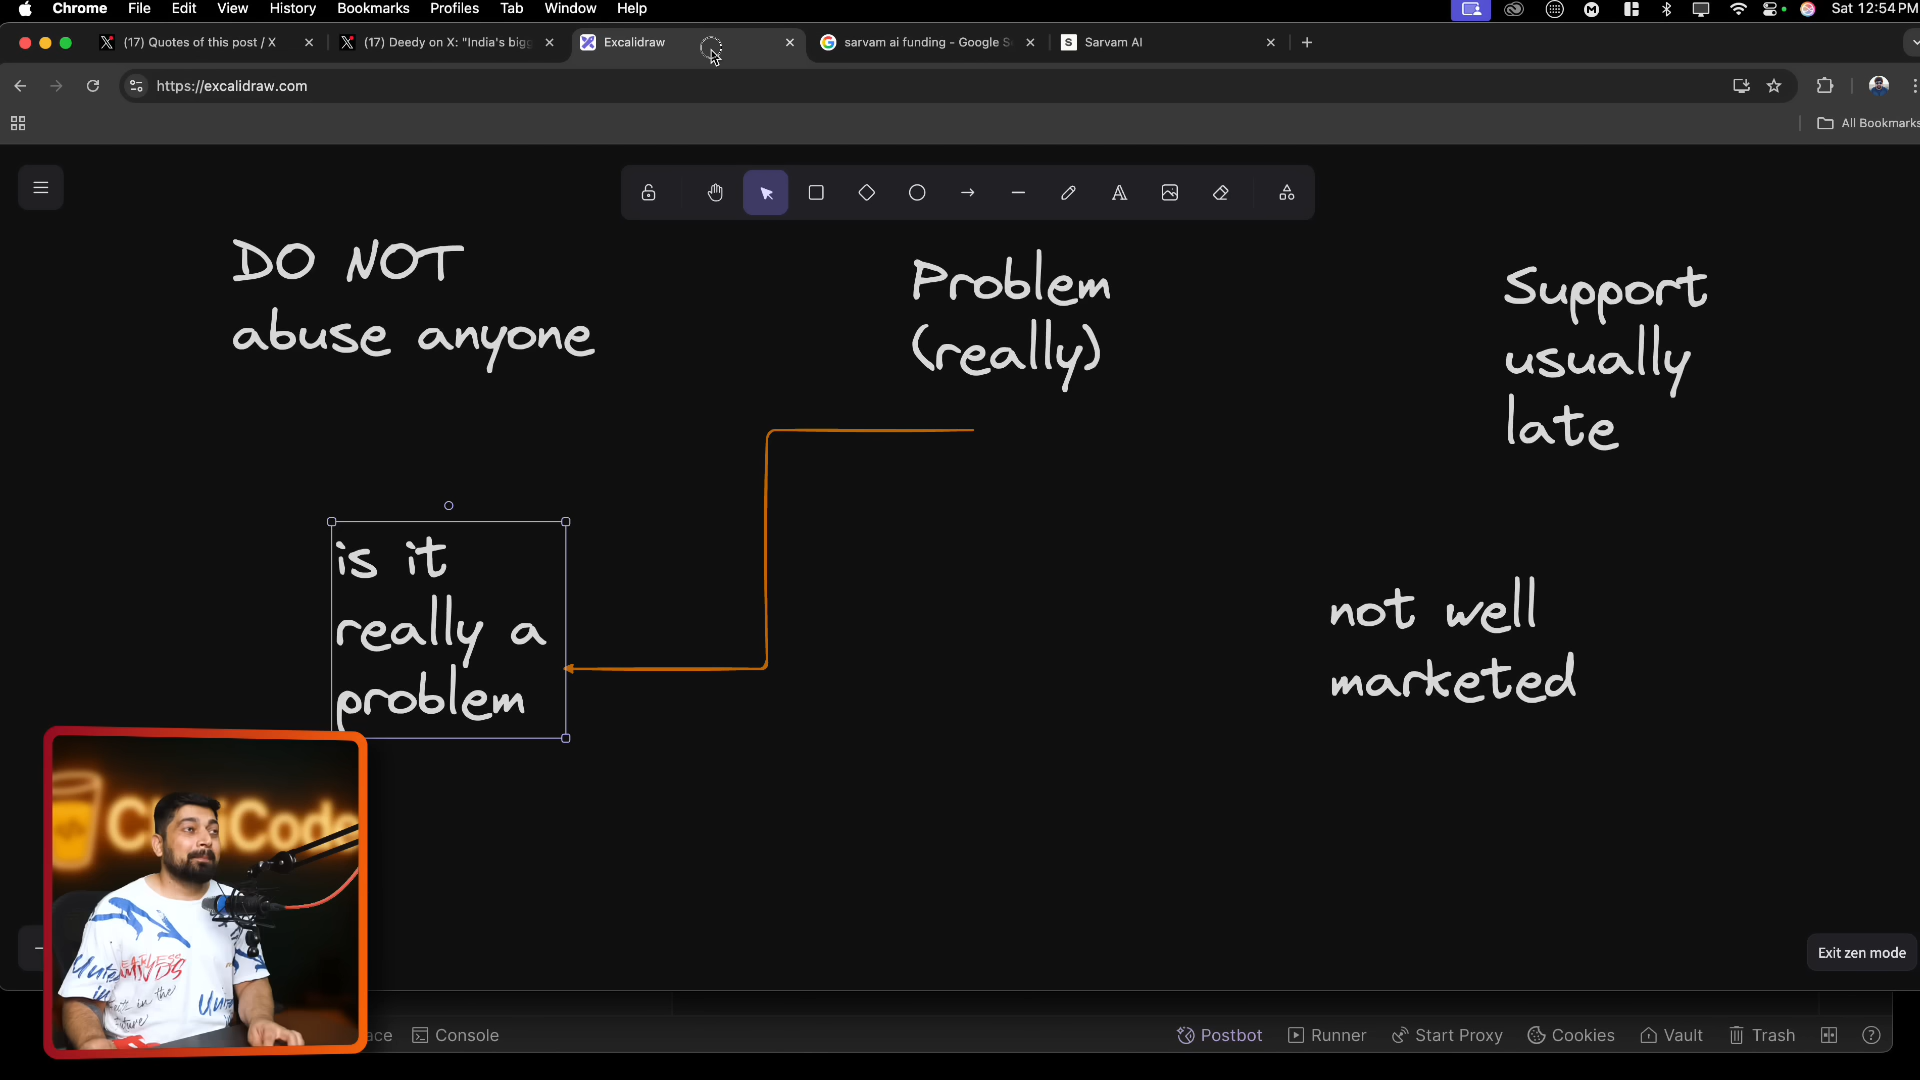 Chrome File Edit View History Bookmarks Profiles Tab Window Help Sat 12:54 PM
(17) Quotes of this post / X
(17) Deedy on X: "India's big
Excalidraw
sarvam ai funding - Google S
Sarvam AI
https://excalidraw.com
All Bookmarks
DO NOT
abuse anyone
Problem
(really)
Support
usually
late
is it
really a
problem
not well
marketed
Exit zen mode
Console
Postbot
Runner
Start Proxy
Cookies
Vault
Trash